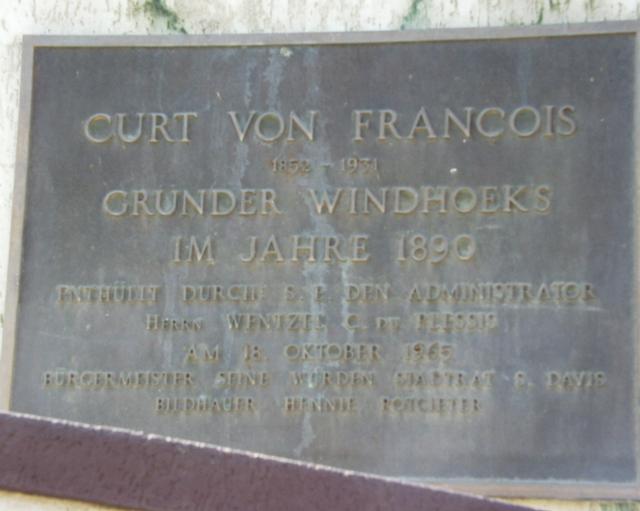 CURT VON FRANCOIS
1852 – 1931
GRUNDER WINDHOEKS
IM JAHRE 1890
ENTHÜLLT DURCH S. E. DEN ADMINISTRATOR
HERRN WENTZEL C. DU PLESSIS
AM 18. OKTOBER 1965
BÜRGERMEISTER SEINE WÜRDEN STADTRAT S. DAVIS
BILDHAUER HENNIE POTGIETER